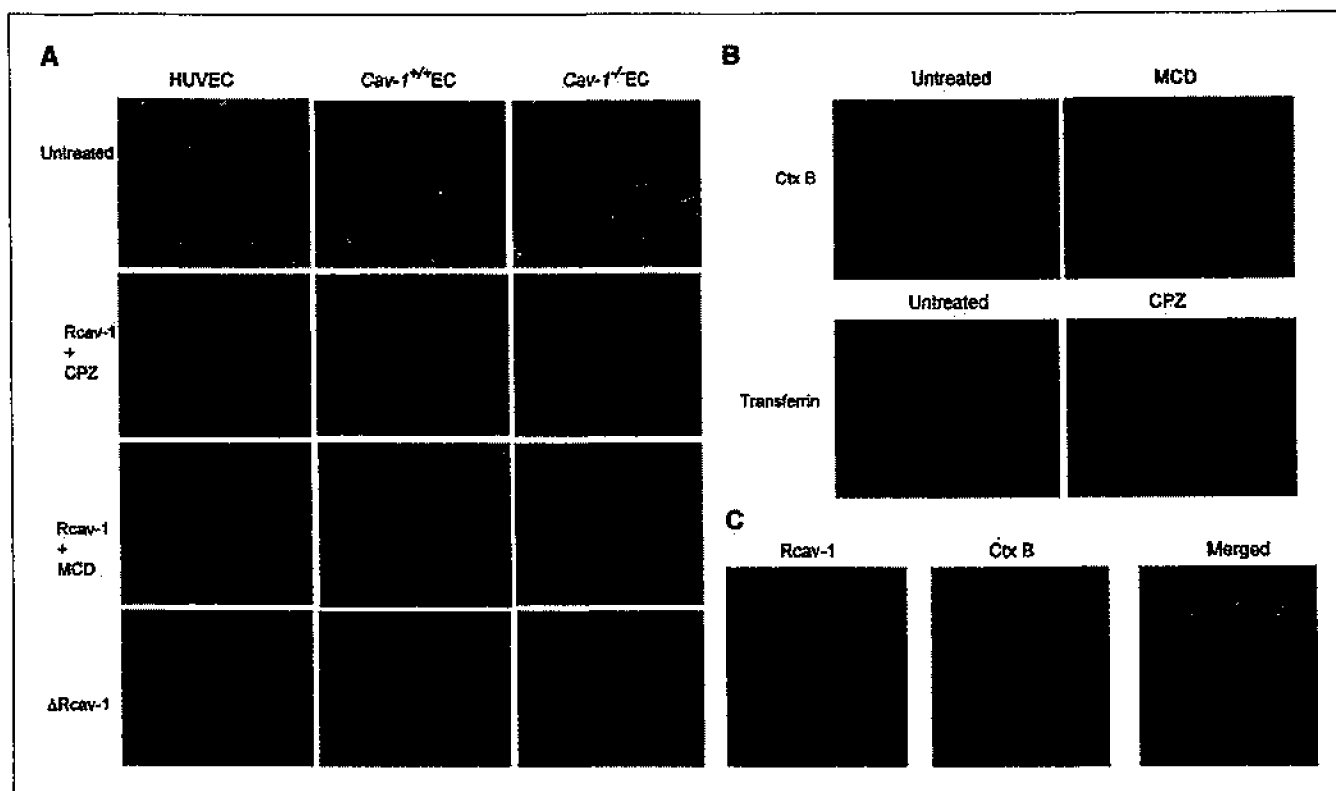 A
HUVEC Cav-1+/+EC Cav-1-/-EC
Untreated
Rcav-1
+
CPZ
Rcav-1
+
MCD
ΔRcav-1
B
Untreated MCD
Ctx B
Untreated CPZ
Transferrin
C
Rcav-1 Ctx B Merged